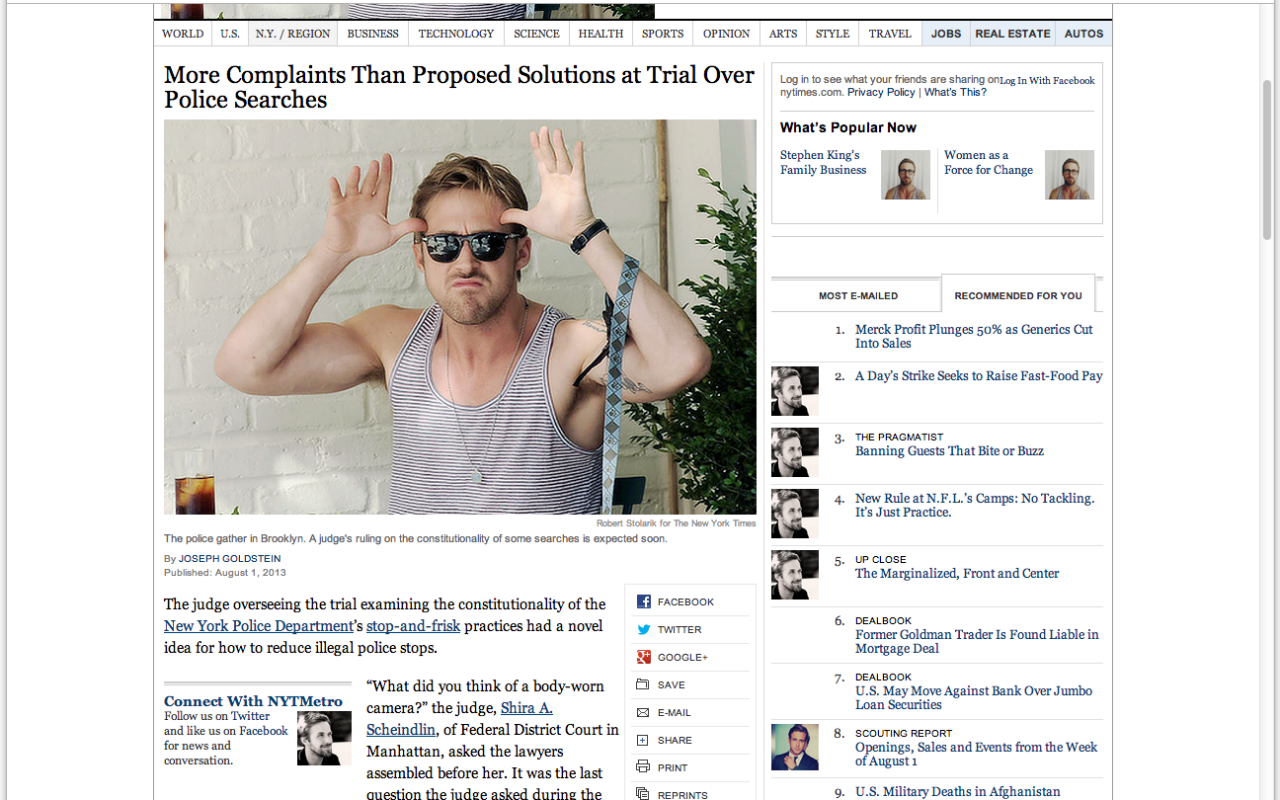 WORLD U.S. N.Y. / REGION BUSINESS TECHNOLOGY SCIENCE HEALTH SPORTS OPINION ARTS STYLE TRAVEL JOBS REAL ESTATE AUTOS
More Complaints Than Proposed Solutions at Trial Over
Police Searches
Robert Stolarik for The New York Times
The police gather in Brooklyn. A judge's ruling on the constitutionality of some searches is expected soon.
By JOSEPH GOLDSTEIN
Published: August 1, 2013
The judge overseeing the trial examining the constitutionality of the
New York Police Department's stop-and-frisk practices had a novel
idea for how to reduce illegal police stops.
Connect With NYTMetro
Follow us on Twitter
and like us on Facebook
for news and
conversation.
“What did you think of a body-worn
camera?” the judge, Shira A.
Scheindlin, of Federal District Court in
Manhattan, asked the lawyers
assembled before her. It was the last
question the judge asked during the
FACEBOOK
TWITTER
GOOGLE+
SAVE
E-MAIL
SHARE
PRINT
REPRINTS
Log in to see what your friends are sharing on Log In With Facebook
nytimes.com. Privacy Policy | What's This?
What's Popular Now
Stephen King's
Family Business
Women as a
Force for Change
MOST E-MAILED
RECOMMENDED FOR YOU
1. Merck Profit Plunges 50% as Generics Cut
Into Sales
2. A Day's Strike Seeks to Raise Fast-Food Pay
3. THE PRAGMATIST
Banning Guests That Bite or Buzz
4. New Rule at N.F.L.'s Camps: No Tackling.
It's Just Practice.
5. UP CLOSE
The Marginalized, Front and Center
6. DEALBOOK
Former Goldman Trader Is Found Liable in
Mortgage Deal
7. DEALBOOK
U.S. May Move Against Bank Over Jumbo
Loan Securities
8. SCOUTING REPORT
Openings, Sales and Events from the Week
of August 1
9. U.S. Military Deaths in Afghanistan